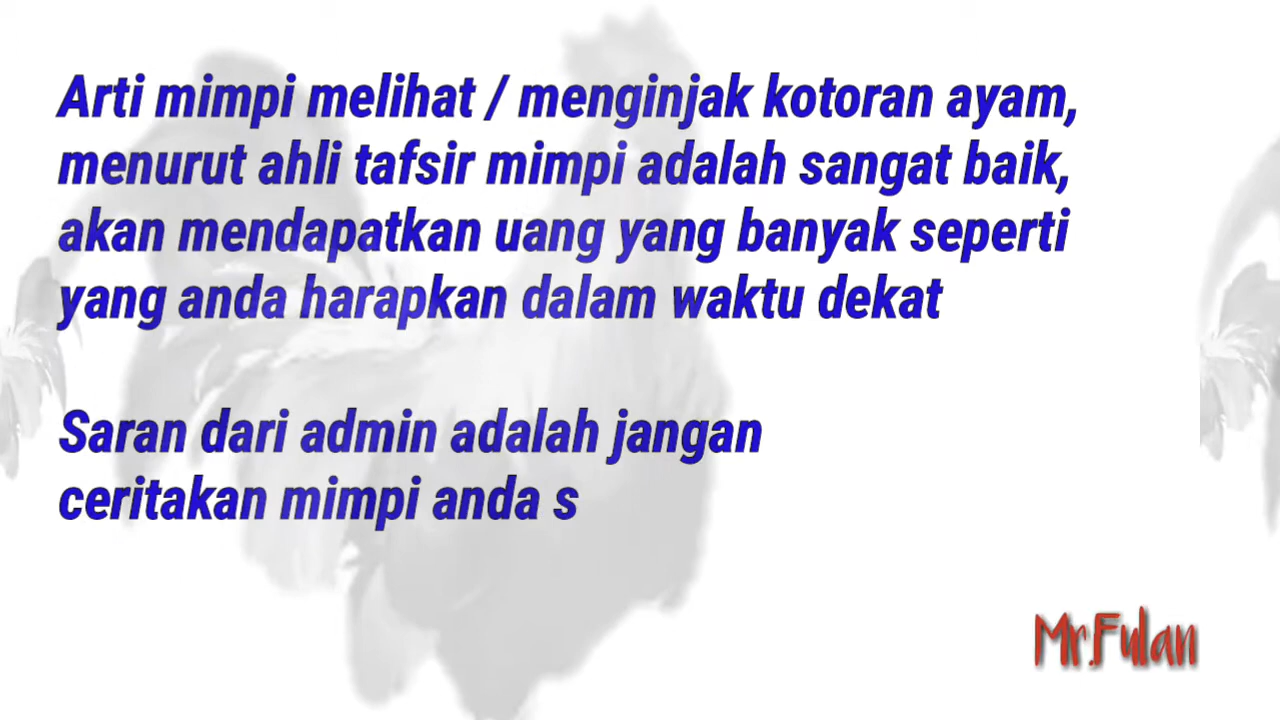 Arti mimpi melihat / menginjak kotoran ayam,
menurut ahli tafsir mimpi adalah sangat baik,
akan mendapatkan uang yang banyak seperti
yang anda harapkan dalam waktu dekat
Saran dari admin adalah jangan
ceritakan mimpi anda s
Mr.Fulan